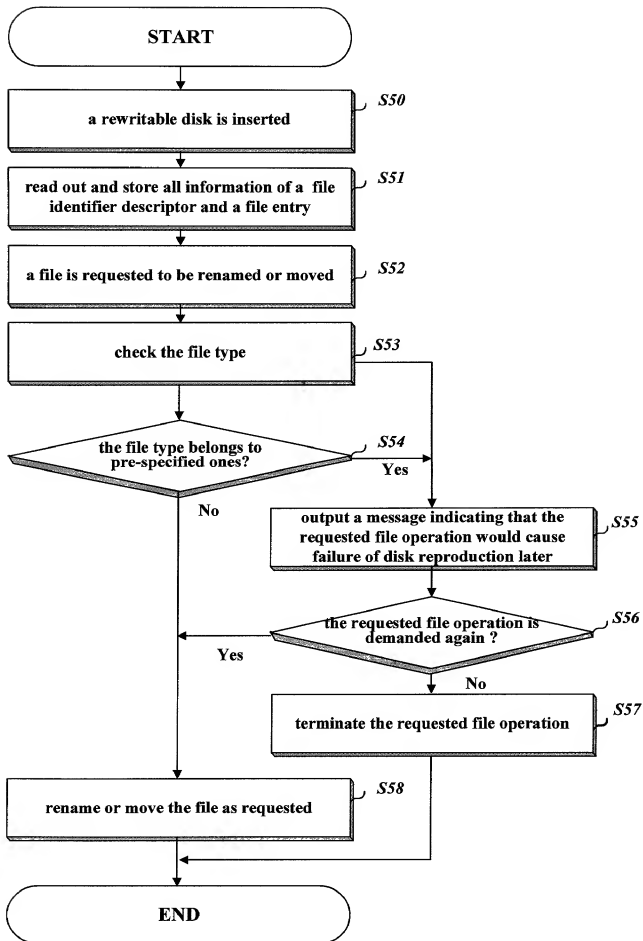 START
S50
a rewritable disk is inserted
S51
read out and store all information of a file
identifier descriptor and a file entry
S52
a file is requested to be renamed or moved
S53
check the file type
S54
the file type belongs to
pre-specified ones?
Yes
No
S55
output a message indicating that the
requested file operation would cause
failure of disk reproduction later
S56
the requested file operation is
demanded again ?
Yes
No
S57
terminate the requested file operation
S58
rename or move the file as requested
END